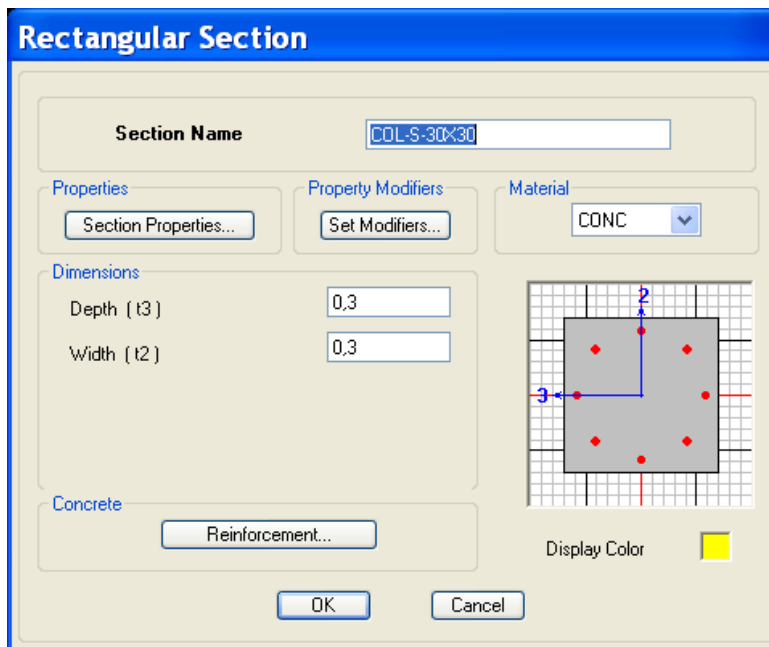 Rectangular Section
Section Name COL-S-30X30
Properties Property Modifiers Material
Section Properties... Set Modifiers... CONC
Dimensions
Depth ( t3 ) 0,3
Width ( t2 ) 0,3
2
3
Concrete
Reinforcement...
Display Color
OK Cancel